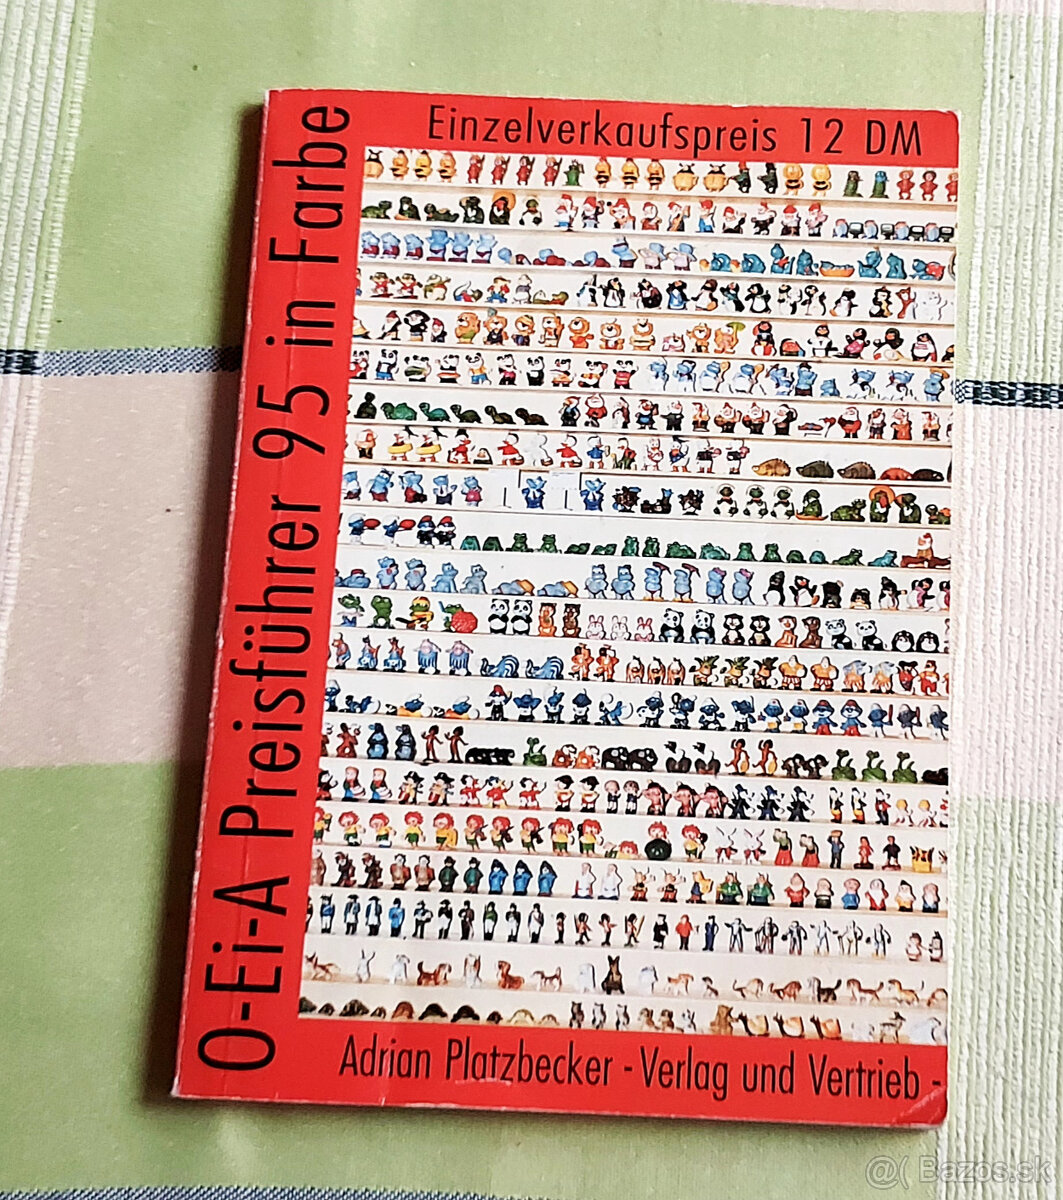 Einzelverkaufspreis 12 DM
O-Ei-A Preisführer 95 in Farbe
Adrian Platzbecker - Verlag und Vertrieb -
@( Bazos.sk